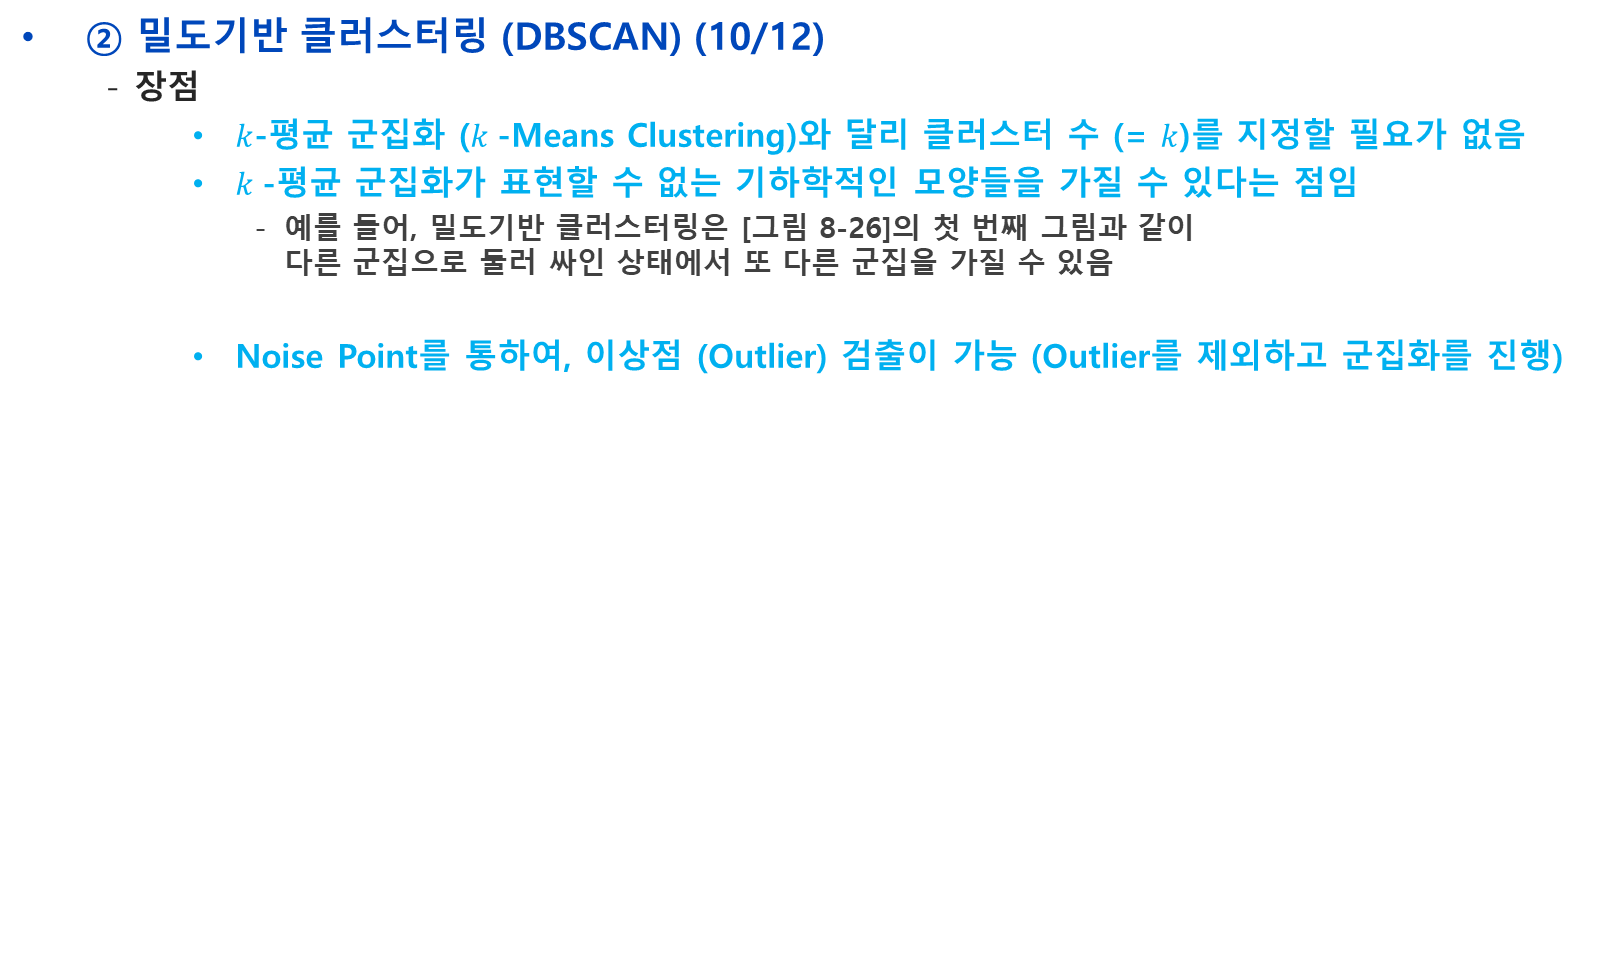 • ② 밀도기반 클러스터링 (DBSCAN) (10/12)
- 장점
• k-평균 군집화 (k -Means Clustering)와 달리 클러스터 수 (= k)를 지정할 필요가 없음
• k -평균 군집화가 표현할 수 없는 기하학적인 모양들을 가질 수 있다는 점임
- 예를 들어, 밀도기반 클러스터링은 [그림 8-26]의 첫 번째 그림과 같이
다른 군집으로 둘러 싸인 상태에서 또 다른 군집을 가질 수 있음
• Noise Point를 통하여, 이상점 (Outlier) 검출이 가능 (Outlier를 제외하고 군집화를 진행)